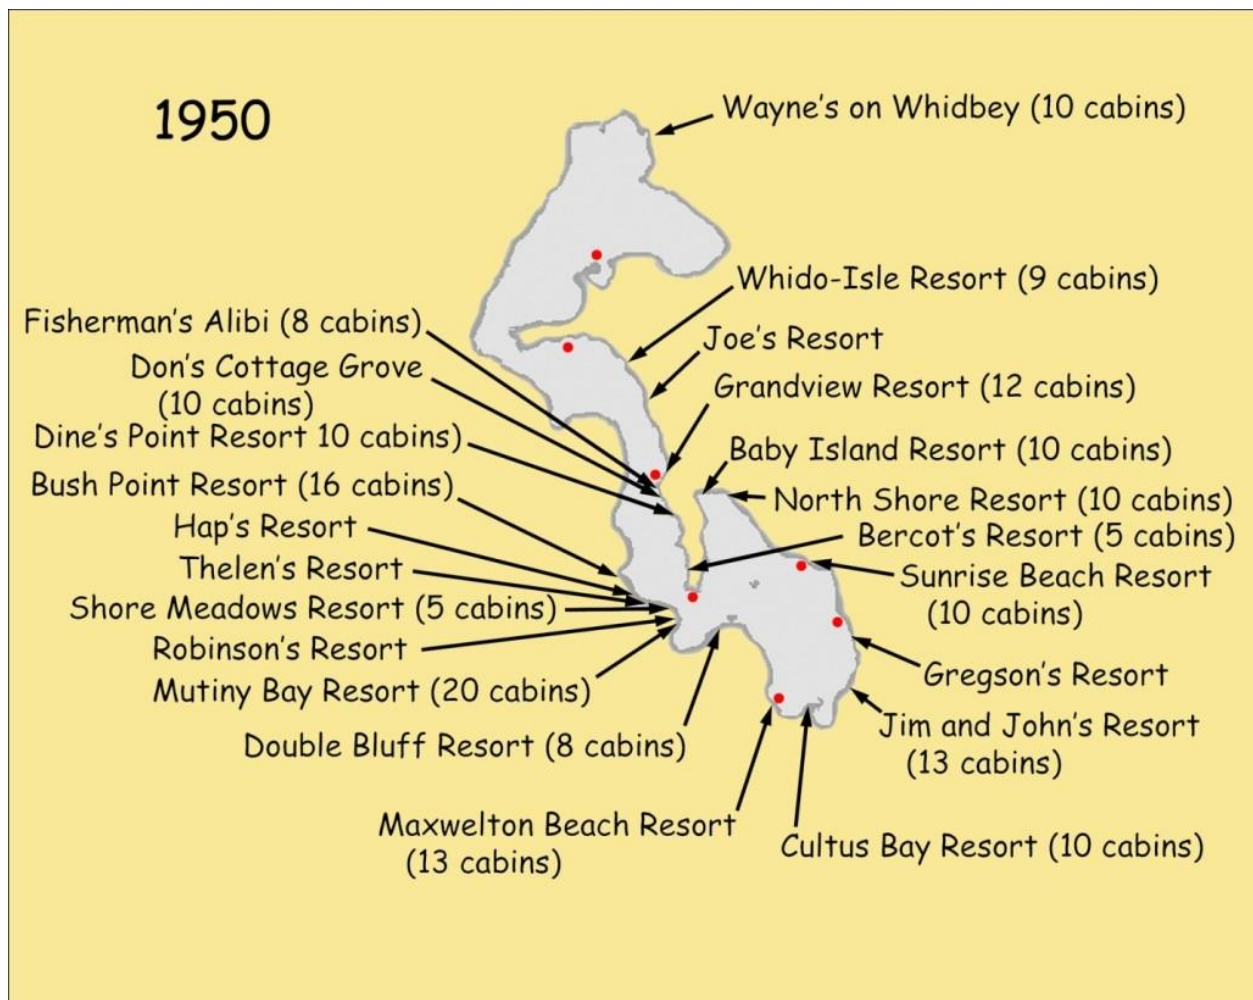 1950
Wayne's on Whidbey (10 cabins)
Whido-Isle Resort (9 cabins)
Fisherman's Alibi (8 cabins)
Joe's Resort
Don's Cottage Grove
(10 cabins)
Grandview Resort (12 cabins)
Dine's Point Resort 10 cabins)
Baby Island Resort (10 cabins)
Bush Point Resort (16 cabins)
North Shore Resort (10 cabins)
Hap's Resort
Bercot's Resort (5 cabins)
Thelen's Resort
Sunrise Beach Resort
(10 cabins)
Shore Meadows Resort (5 cabins)
Robinson's Resort
Gregson's Resort
Mutiny Bay Resort (20 cabins)
Jim and John's Resort
(13 cabins)
Double Bluff Resort (8 cabins)
Maxwelton Beach Resort
(13 cabins)
Cultus Bay Resort (10 cabins)